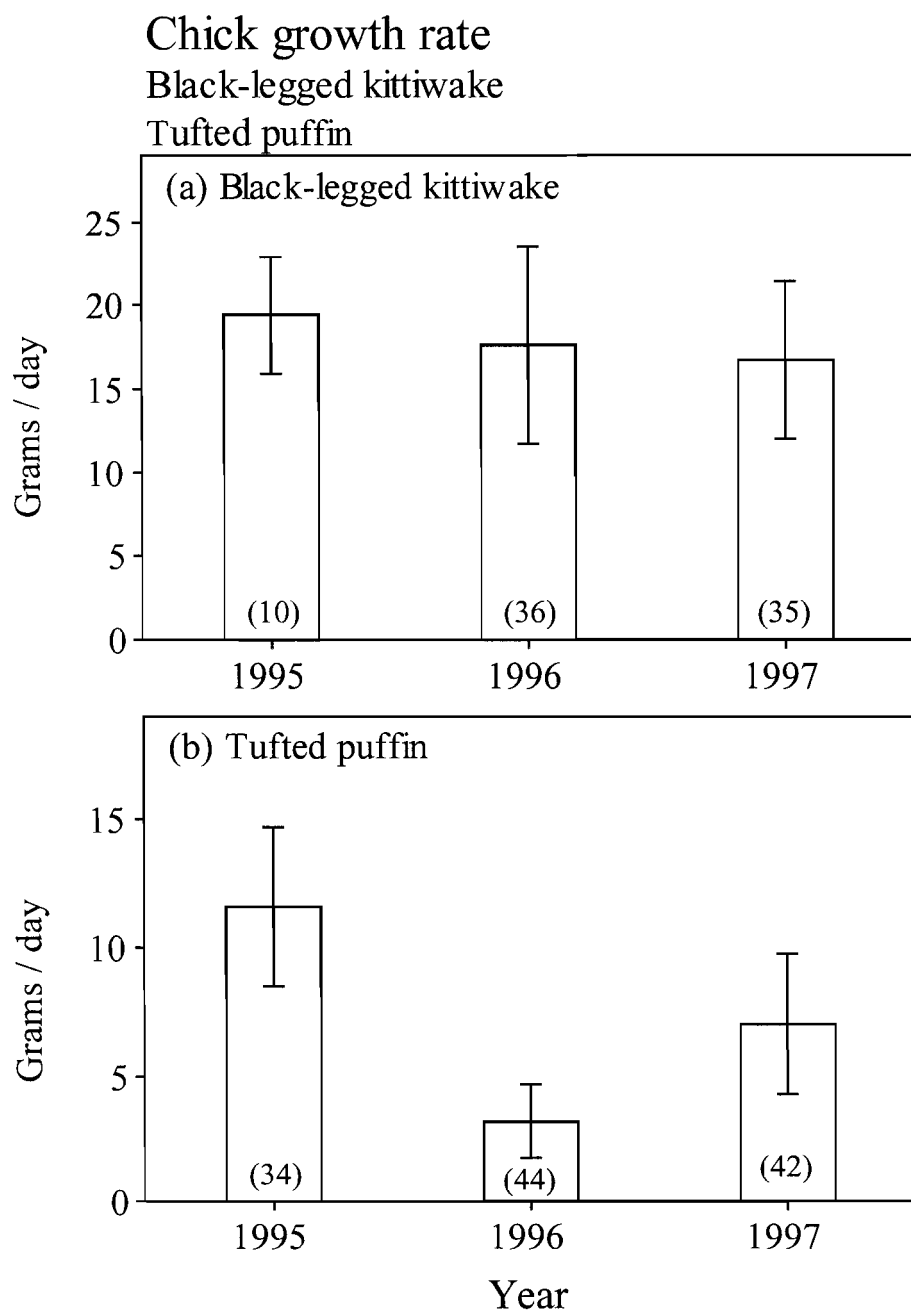 Chick growth rate
Black-legged kittiwake
Tufted puffin
(a) Black-legged kittiwake
25
20
15
10
5
0
Grams / day
(10)
(36)
(35)
1995
1996
1997
(b) Tufted puffin
15
10
5
0
Grams / day
(34)
(44)
(42)
1995
1996
1997
Year